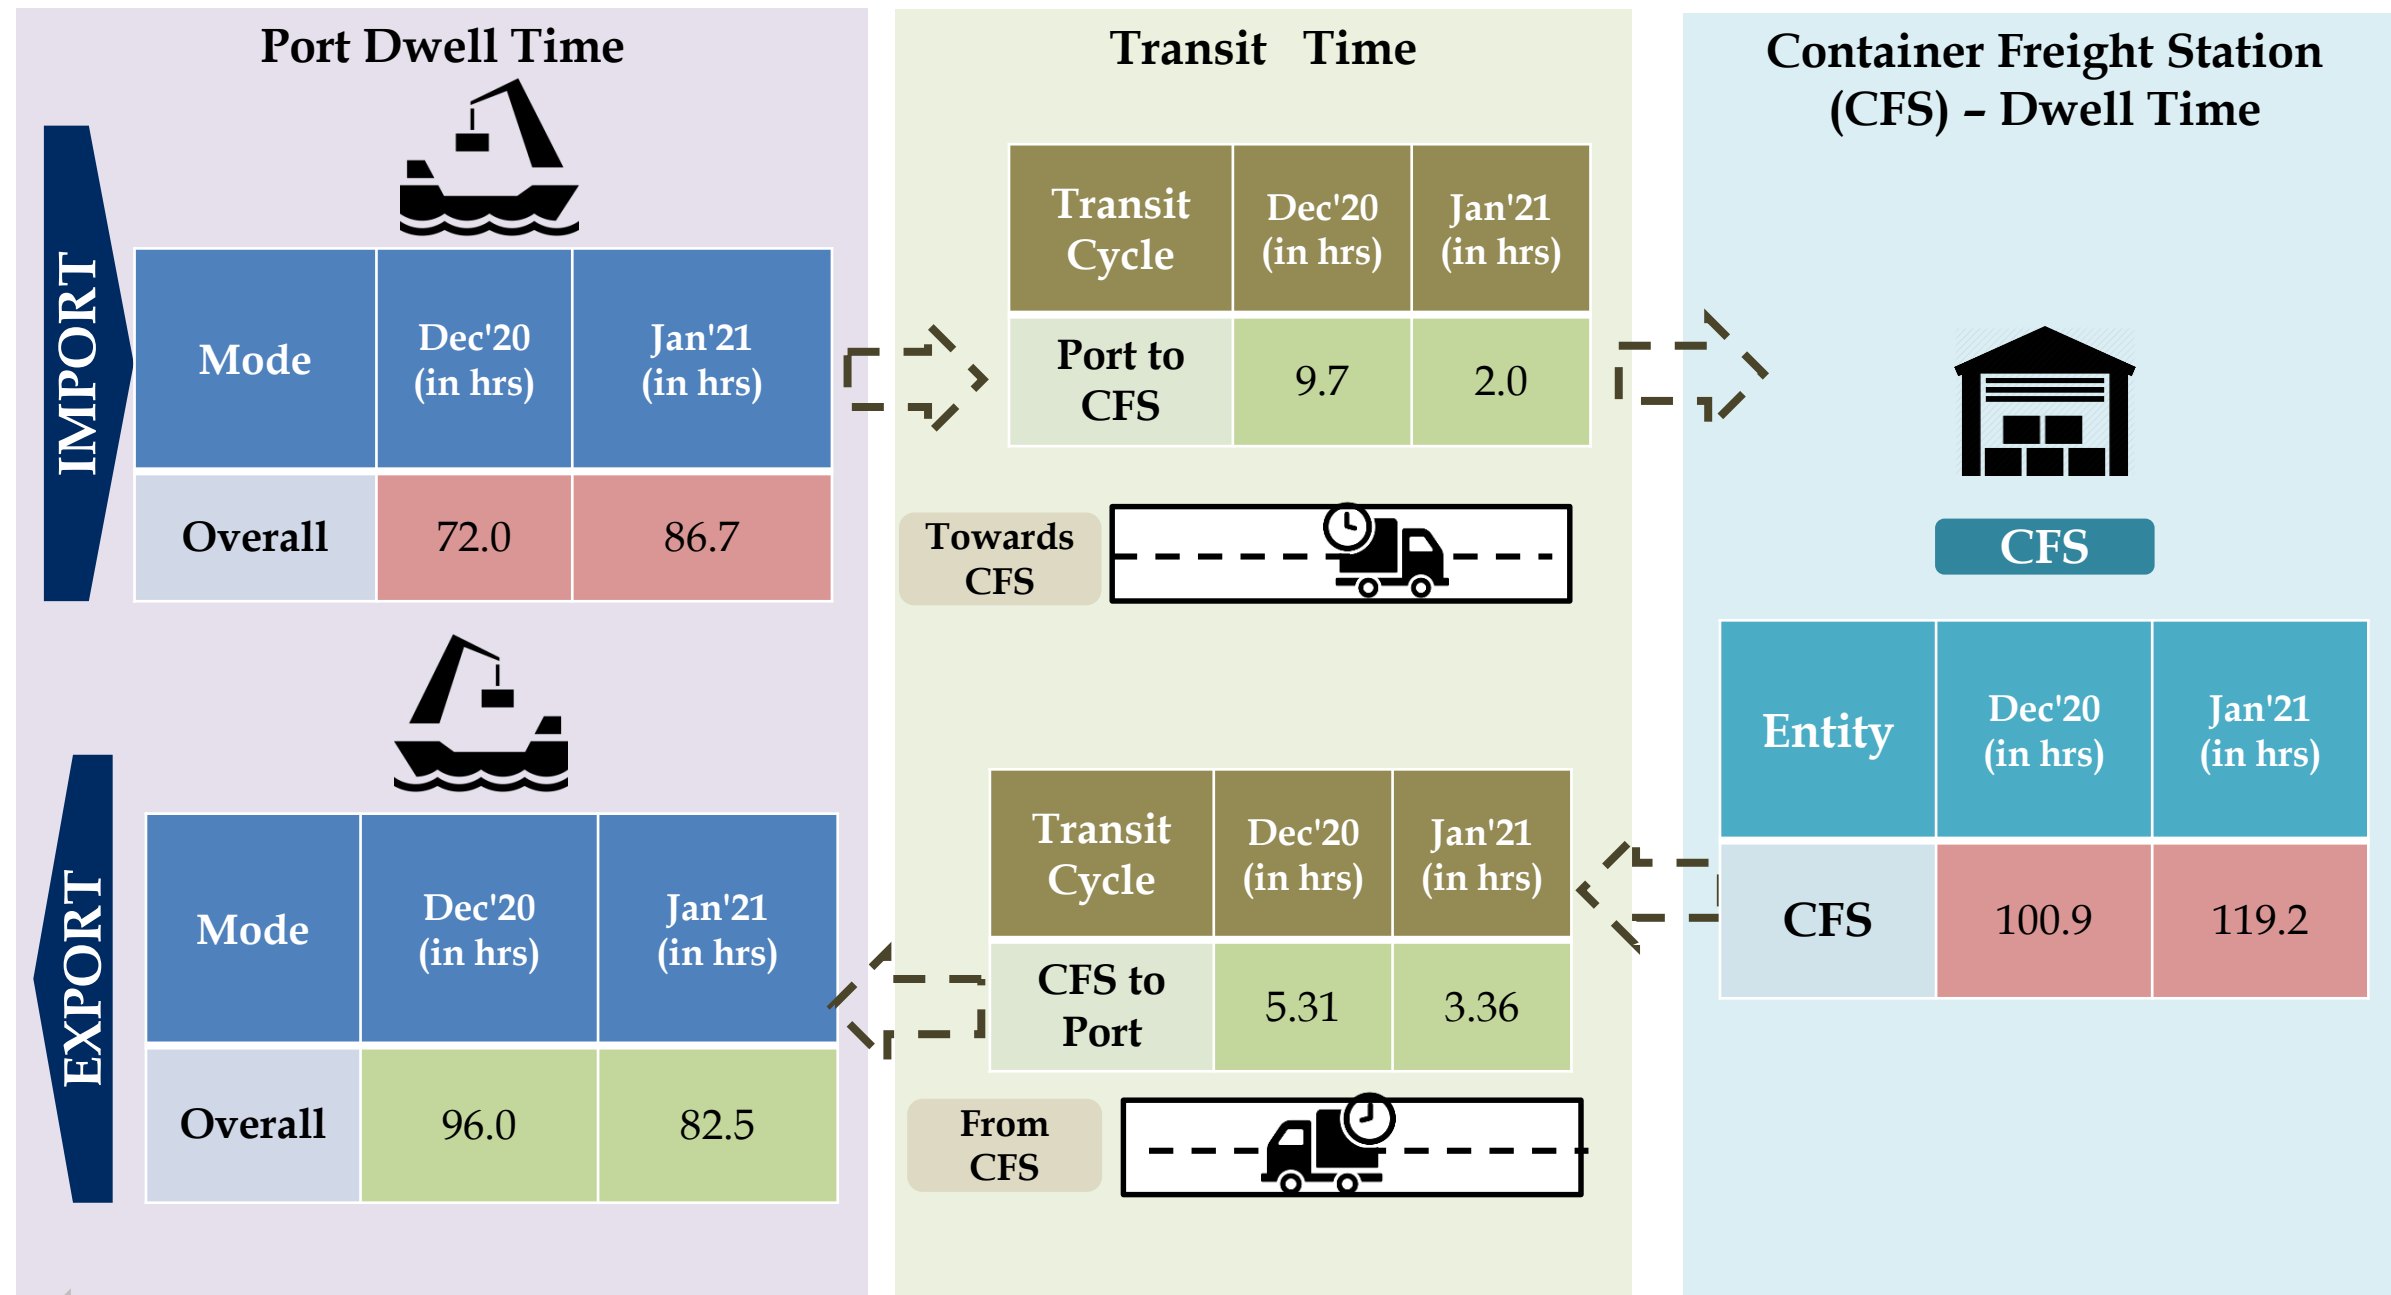 Port Dwell Time
IMPORT
Mode
Dec'20
(in hrs)
Jan'21
(in hrs)
Overall
72.0
86.7
EXPORT
Mode
Dec'20
(in hrs)
Jan'21
(in hrs)
Overall
96.0
82.5
Transit Time
Transit
Cycle
Dec'20
(in hrs)
Jan'21
(in hrs)
Port to
CFS
9.7
2.0
Towards
CFS
Transit
Cycle
Dec'20
(in hrs)
Jan'21
(in hrs)
CFS to
Port
5.31
3.36
From
CFS
Container Freight Station
(CFS) – Dwell Time
CFS
Entity
Dec'20
(in hrs)
Jan'21
(in hrs)
CFS
100.9
119.2